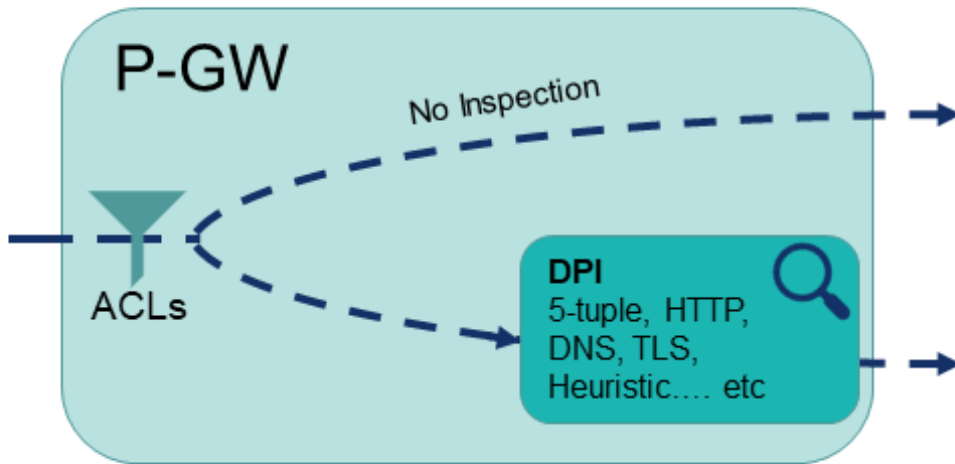 P-GW
No Inspection
ACLs
DPI
5-tuple, HTTP,
DNS, TLS,
Heuristic.... etc